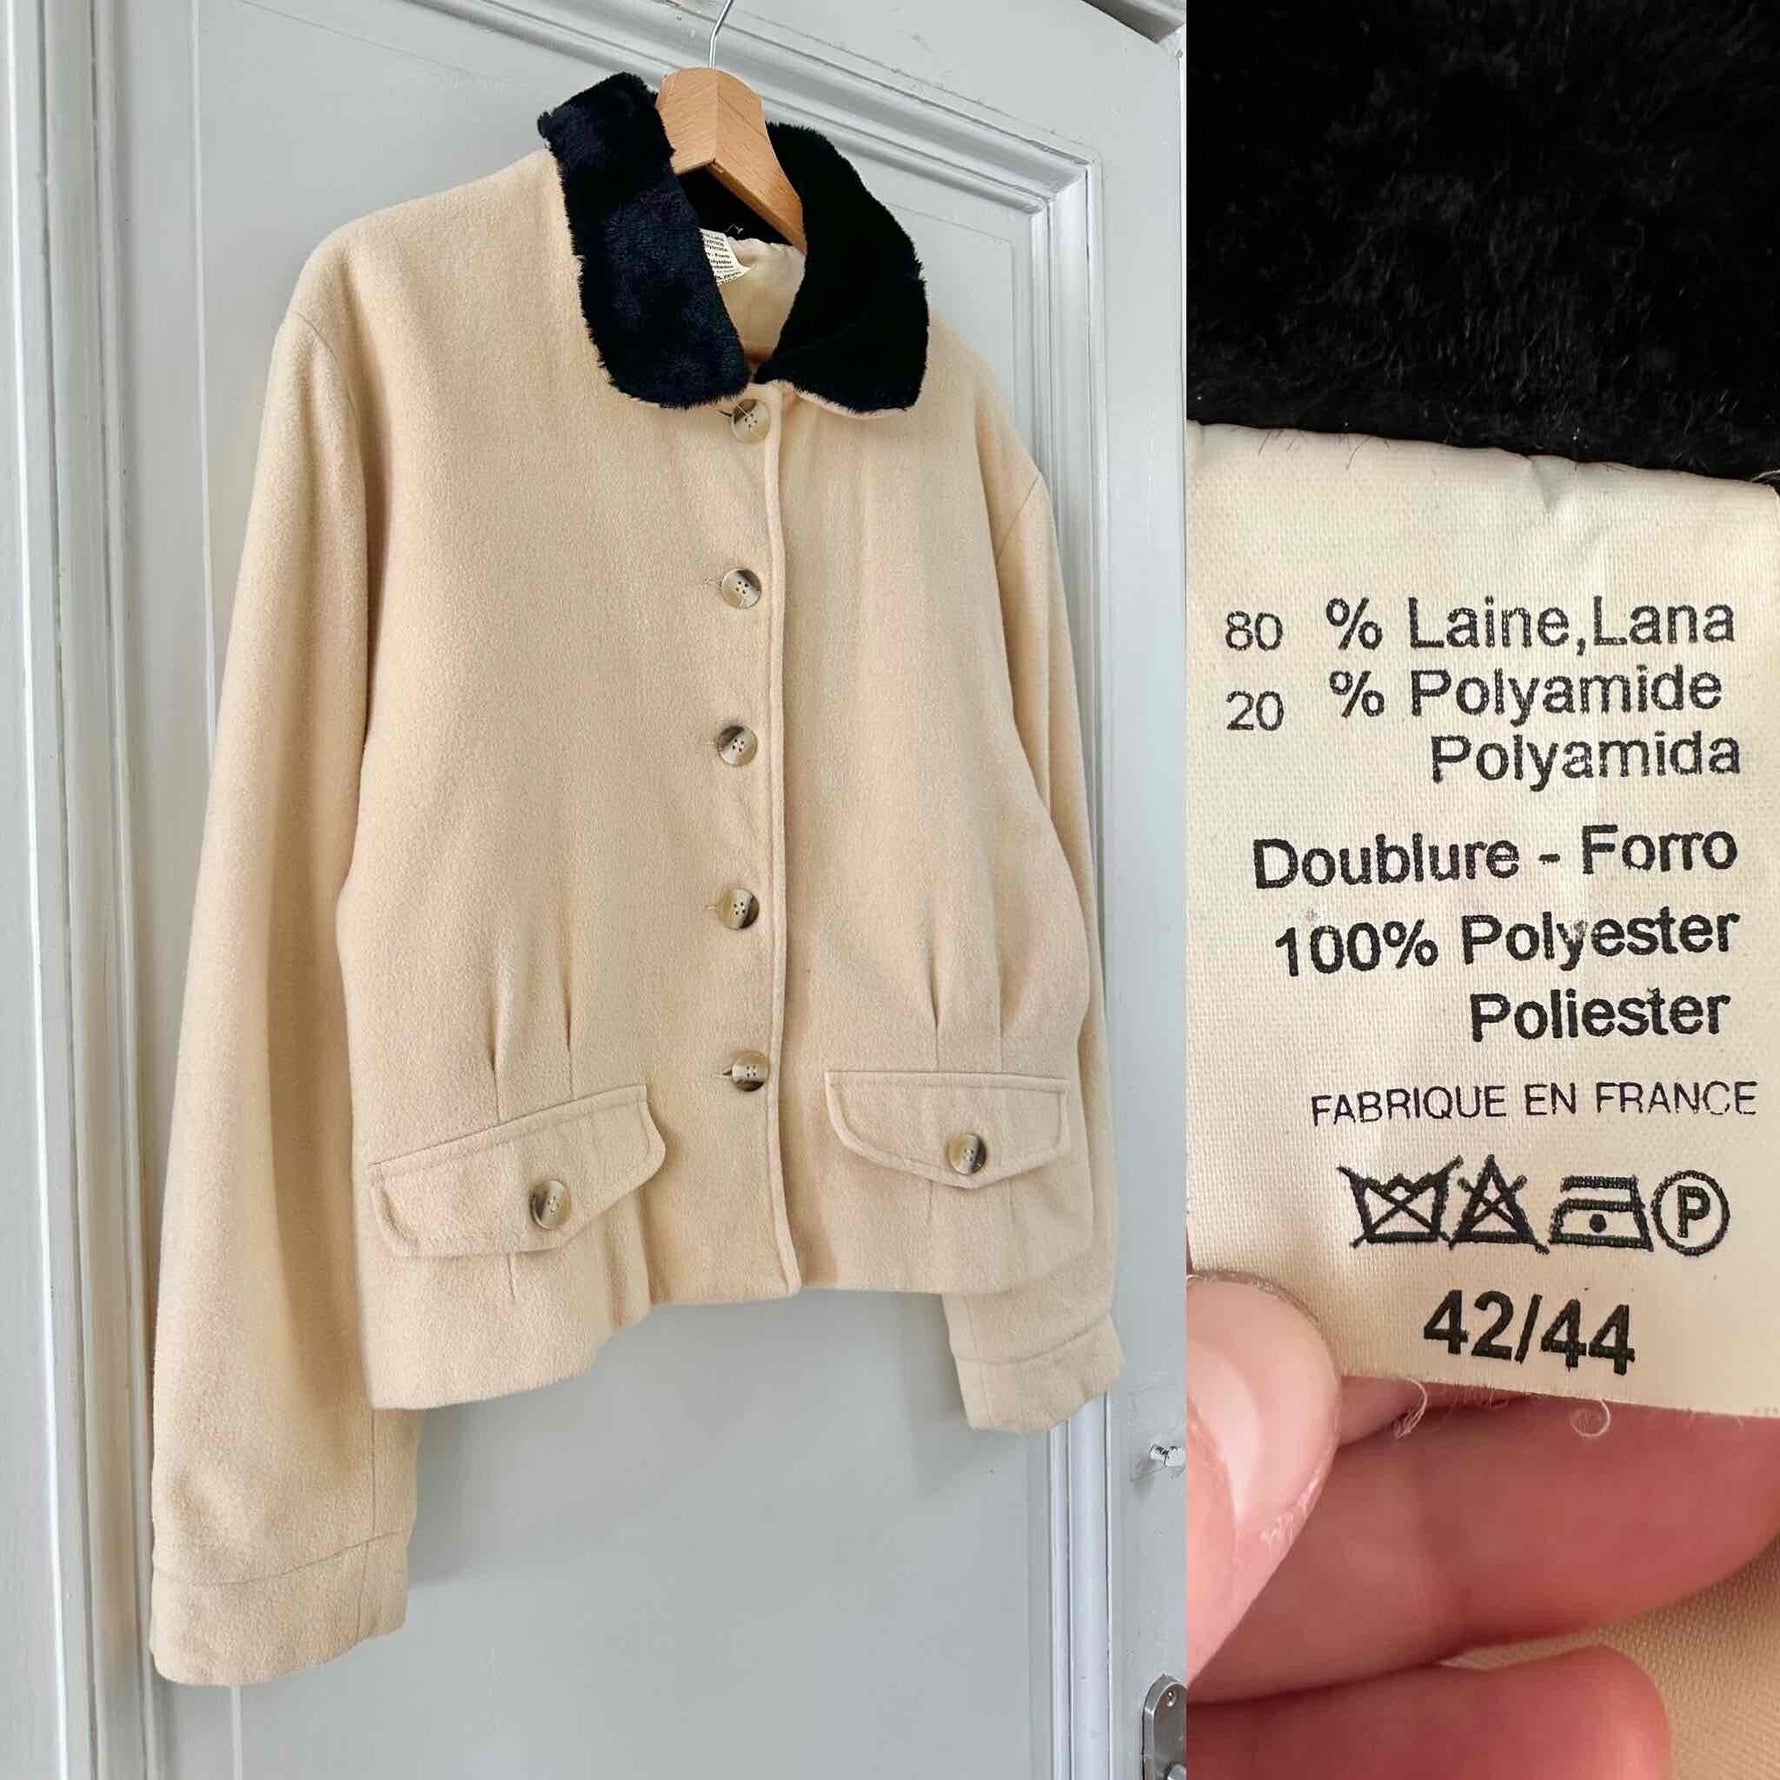 80 % Laine,Lana
20 % Polyamide
Polyamida
Doublure - Forro
100% Polyester
Poliester
FABRIQUE EN FRANCE
P
42/44